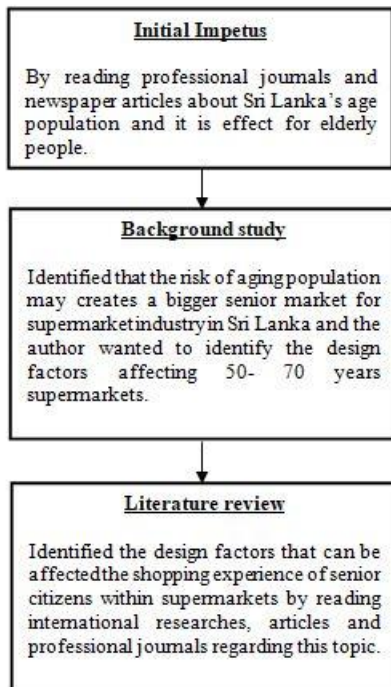 Initial Impetus
By reading professional journals and
newspaper articles about Sri Lanka's age
population and it is effect for elderly
people.
Background study
Identified that the risk of aging population
may creates a bigger senior market for
supermarket industry in Sri Lanka and the
author wanted to identify the design
factors affecting 50- 70 years
supermarkets.
Literature review
Identified the design factors that can be
affected the shopping experience of senior
citizens within supermarkets by reading
international researches, articles and
professional journals regarding this topic.